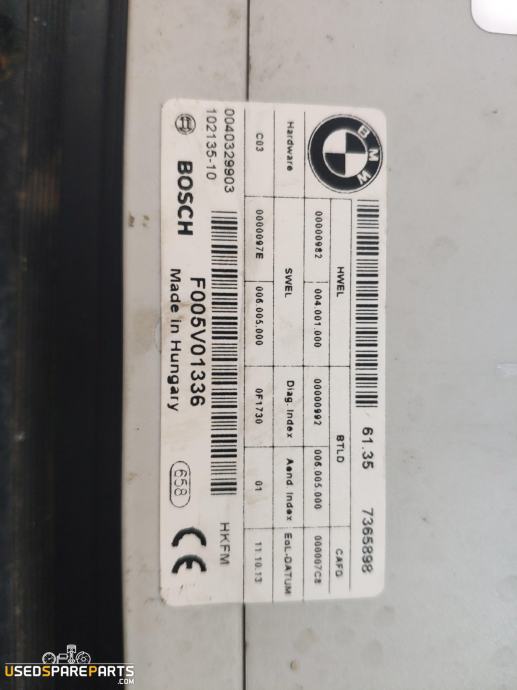 BMW
61.35 7365898
HWEL BTLD CAFD
00000982 004.001.000 00000992 006.005.000 000007C8
Hardware SWEL Diag. Index Aend. Index EoL-DATUM
C03 0000097E 006.005.000 0F1730 01 11.10.13
0040329903 HKFM
102135-10
BOSCH F005V01336 658 CE
Made in Hungary
USEDSPAREPARTS.COM